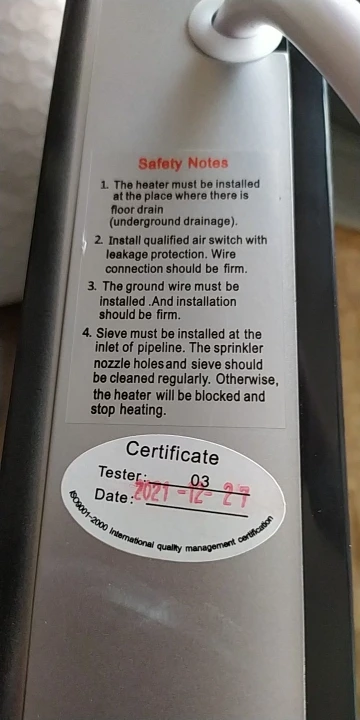 Safety Notes
1. The heater must be installed
at the place where there is
floor drain
(underground drainage).
2. Install qualified air switch with
leakage protection. Wire
connection should be firm.
3. The ground wire must be
installed .And installation
should be firm.
4. Sieve must be installed at the
inlet of pipeline. The sprinkler
nozzle holes and sieve should
be cleaned regularly. Otherwise,
the heater will be blocked and
stop heating.
Certificate
Tester: 03
Date: 2021 -12- 27
ISO9001-2000 international quality management certification